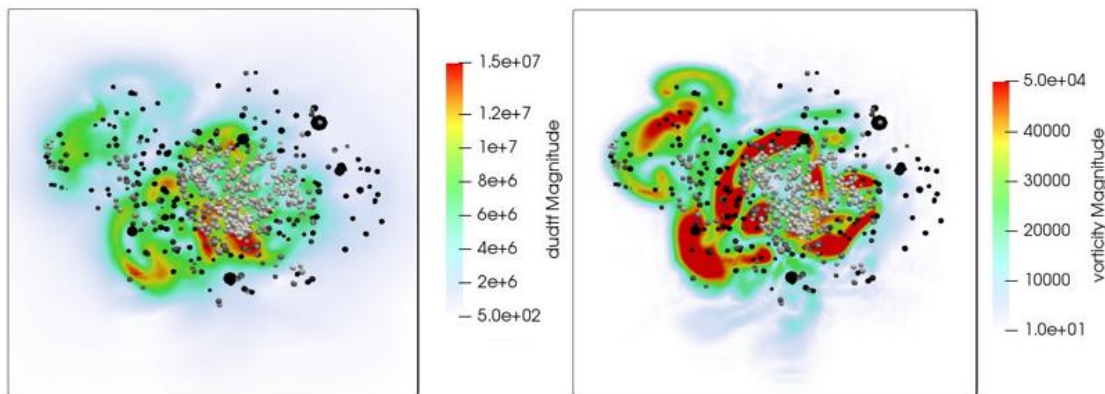 1.5e+07
1.2e+7
1e+7
8e+6
6e+6
4e+6
2e+6
5.0e+02
dudtf Magnitude
5.0e+04
40000
30000
20000
10000
1.0e+01
vorticity Magnitude